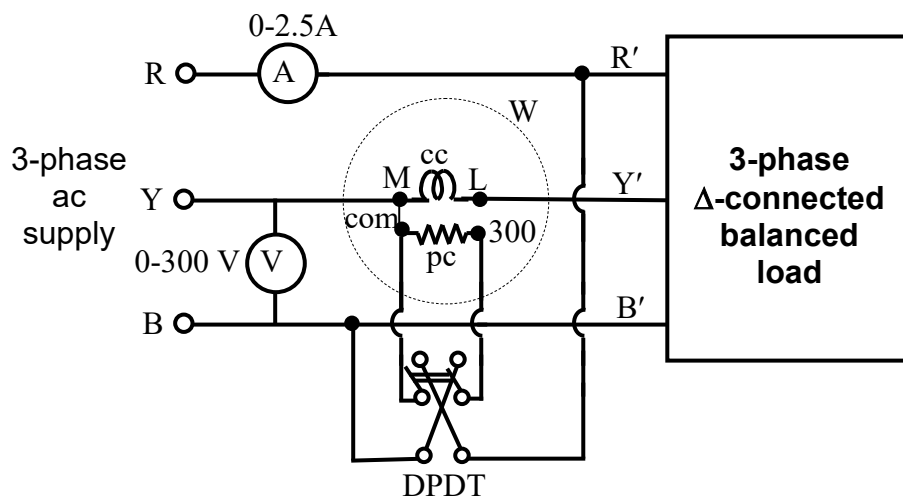 0-2.5A
R
A
R′
W
3-phase
ac
supply
cc
M
L
Y
Y′
com
300
pc
0-300 V
V
B
B′
3-phase
Δ-connected
balanced
load
DPDT